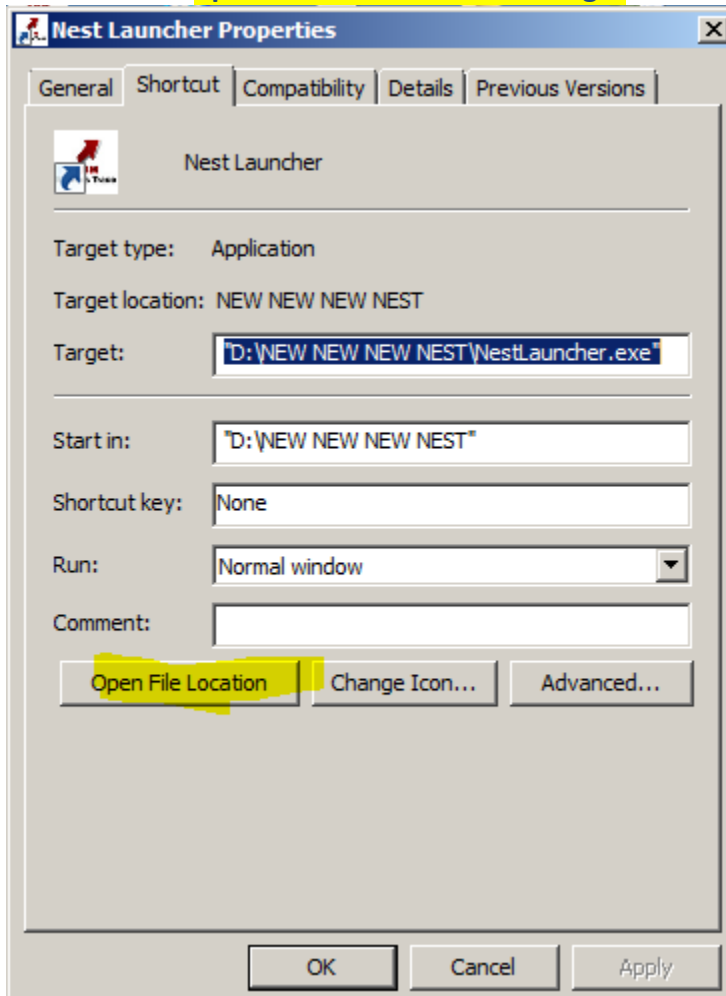 Nest Launcher Properties
General Shortcut Compatibility Details Previous Versions
Nest Launcher
Target type: Application
Target location: NEW NEW NEW NEST
Target: "D:\NEW NEW NEW NEST\NestLauncher.exe"
Start in: "D:\NEW NEW NEW NEST"
Shortcut key: None
Run: Normal window
Comment:
Open File Location Change Icon... Advanced...
OK Cancel Apply